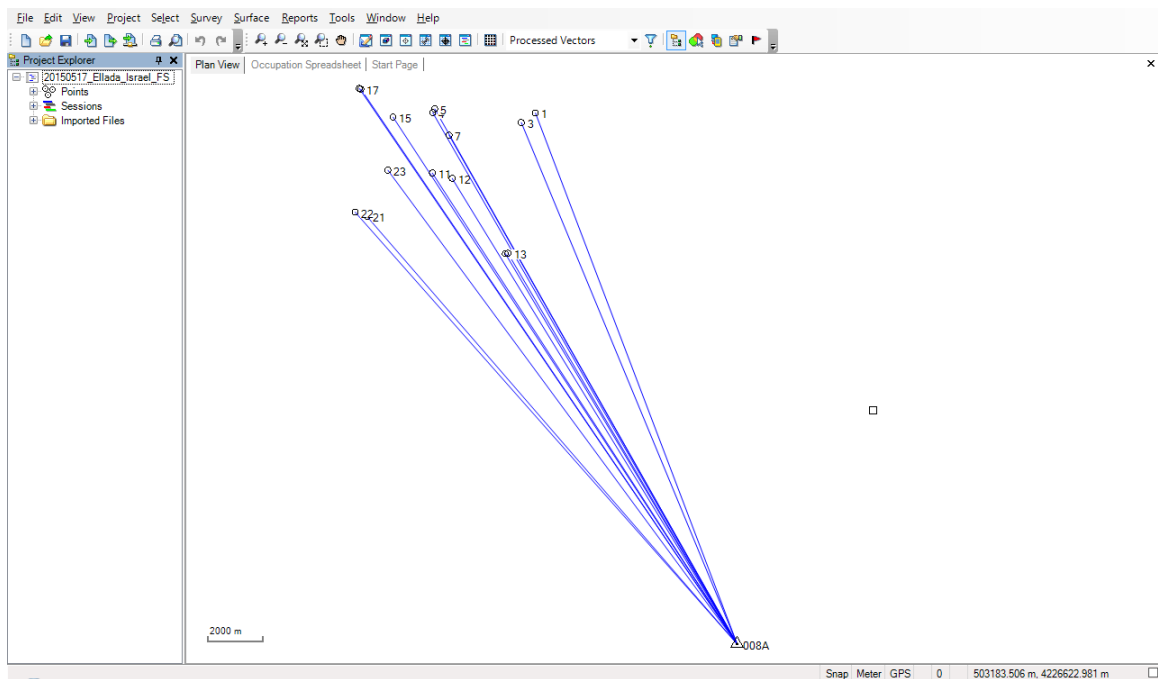 File Edit View Project Select Survey Surface Reports Tools Window Help
Processed Vectors
Project Explorer
Plan View Occupation Spreadsheet Start Page
20150517_Ellada_Israel_FS
Points
Sessions
Imported Files
17
15
5
7
3
1
23
11
12
22
21
13
2000 m
008A
Snap Meter GPS 0 503183.506 m, 4226622.981 m